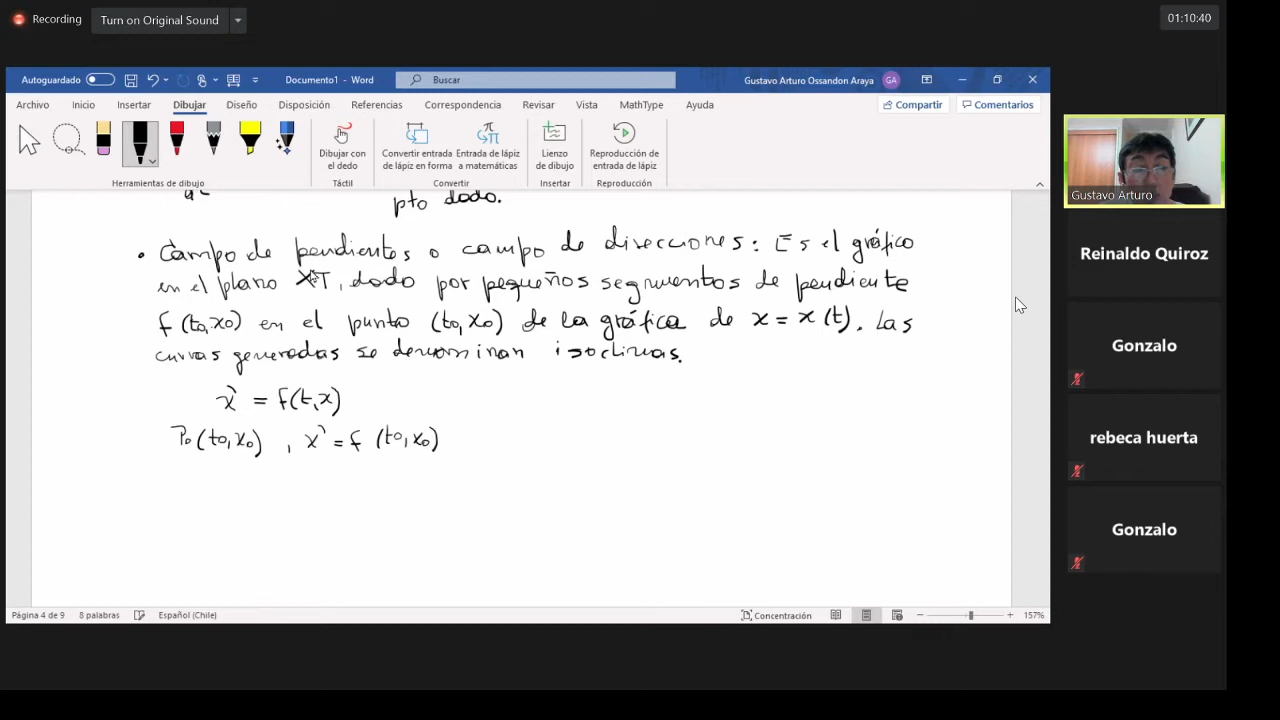 Recording
Turn on Original Sound
01:10:40
Autoguardado
Documento1 - Word
Buscar
Gustavo Arturo Ossandon Araya
GA
Archivo Inicio Insertar Dibujar Diseño Disposición Referencias Correspondencia Revisar Vista MathType Ayuda
Compartir Comentarios
Dibujar con el dedo
Convertir entrada de lápiz en forma
Entrada de lápiz a matemáticas
Lienzo de dibujo
Reproducción de entrada de lápiz
Herramientas de dibujo Táctil Convertir Insertar Reproducción
pto dado.
• Campo de pendientes o campo de direcciones: Es el gráfico
en el plano XT, dado por pequeños segmentos de pendiente
f(t0,x0) en el punto (t0,x0) de la gráfica de x = x(t). Las
curvas generadas se denominan isoclinas.
x' = f(t,x)
P0(t0,x0) , x' = f(t0,x0)
Página 4 de 9 8 palabras Español (Chile) Concentración 157%
Gustavo Arturo
Reinaldo Quiroz
Gonzalo
rebeca huerta
Gonzalo